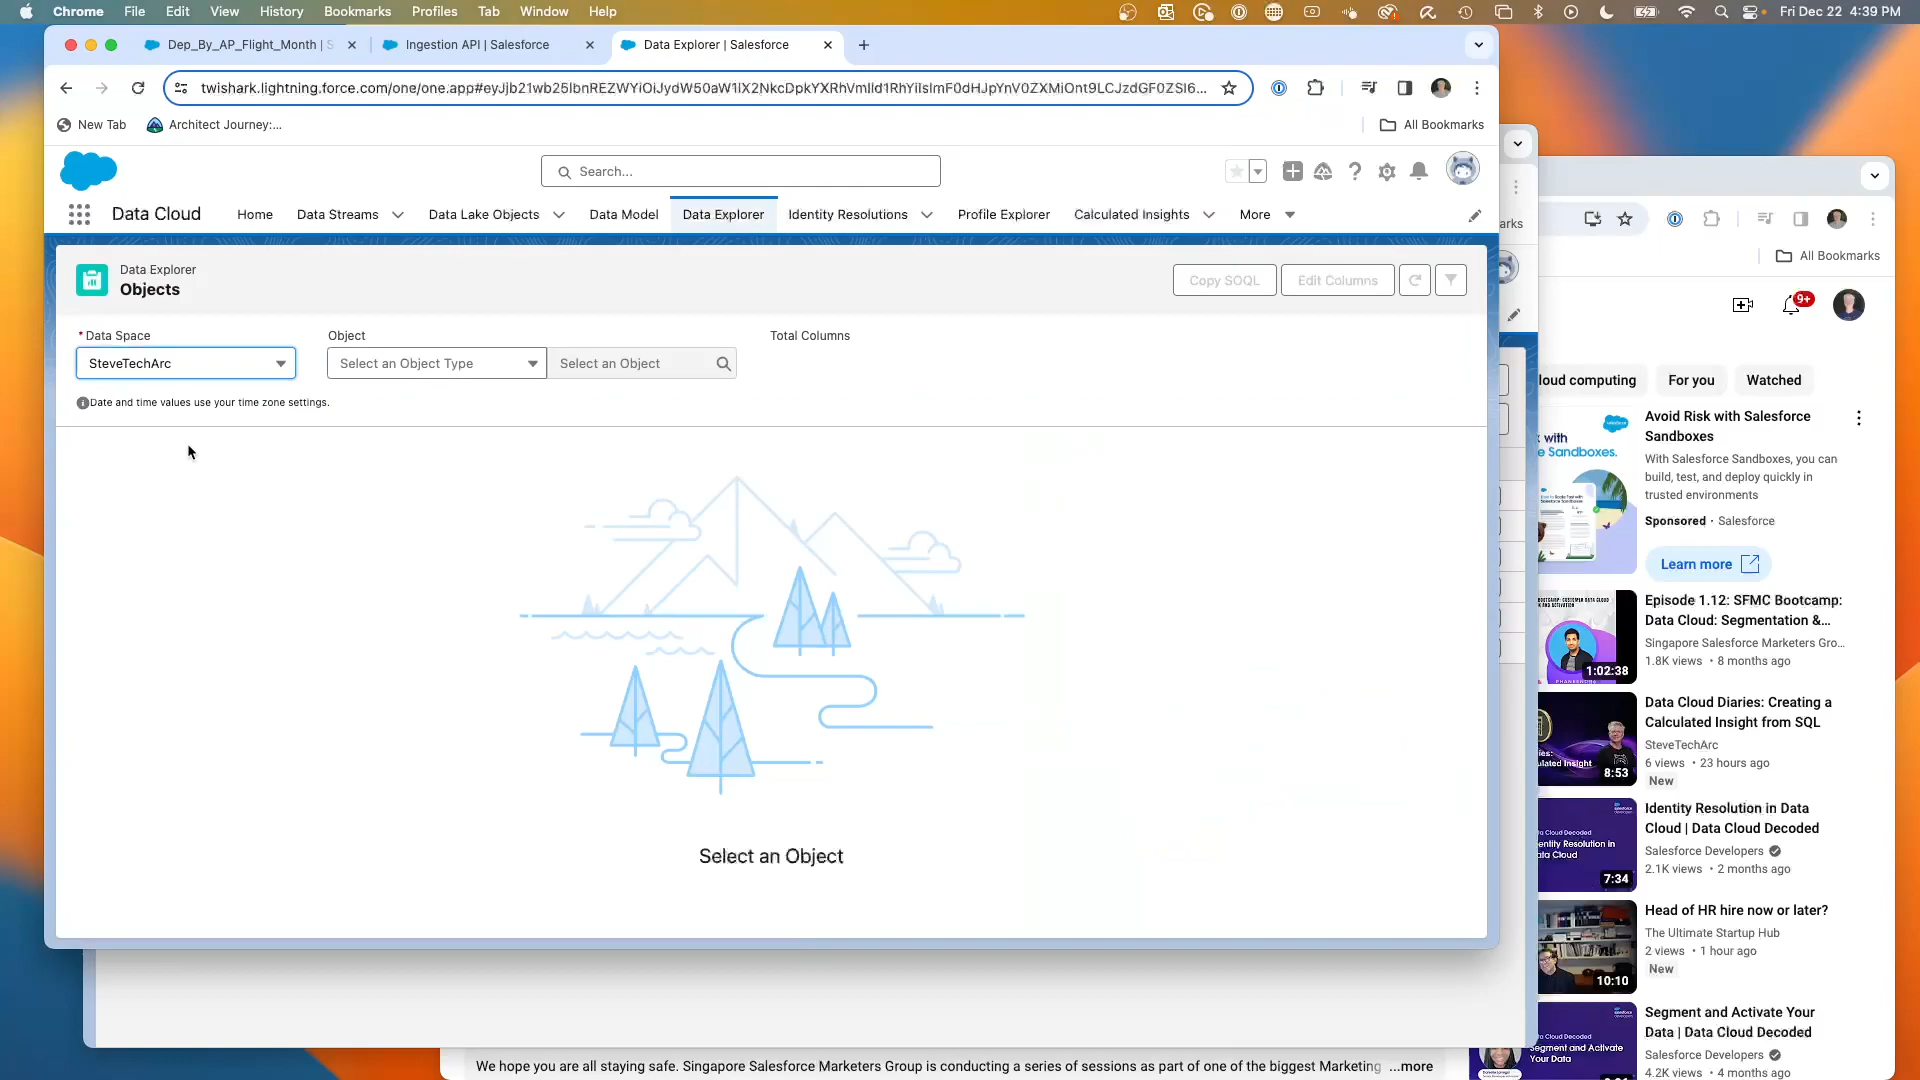 Chrome File Edit View History Bookmarks Profiles Tab Window Help Fri Dec 22 4:39 PM
Dep_By_AP_Flight_Month | S
Ingestion API | Salesforce
Data Explorer | Salesforce
New Tab
Architect Journey:...
All Bookmarks
Search...
Data Cloud Home Data Streams Data Lake Objects Data Model Data Explorer Identity Resolutions Profile Explorer Calculated Insights More
Data Explorer
Objects
Copy SOQL Edit Columns
* Data Space Object Total Columns
SteveTechArc Select an Object Type Select an Object
Date and time values use your time zone settings.
Select an Object
arks
All Bookmarks
9+
loud computing For you Watched
with
e Sandboxes.
Avoid Risk with Salesforce
Sandboxes
With Salesforce Sandboxes, you can
build, test, and deploy quickly in
trusted environments
Sponsored · Salesforce
Learn more
Episode 1.12: SFMC Bootcamp:
Data Cloud: Segmentation &...
Singapore Salesforce Marketers Gro...
1.8K views • 8 months ago
1:02:38
Data Cloud Diaries: Creating a
Calculated Insight from SQL
SteveTechArc
6 views • 23 hours ago
New
8:53
Identity Resolution in Data
Cloud | Data Cloud Decoded
Salesforce Developers
2.1K views • 2 months ago
7:34
Head of HR hire now or later?
The Ultimate Startup Hub
2 views • 1 hour ago
New
10:10
Segment and Activate Your
Data | Data Cloud Decoded
Salesforce Developers
4.2K views • 4 months ago
Segment and Activate
Your Data
We hope you are all staying safe. Singapore Salesforce Marketers Group is conducting a series of sessions as part of one of the biggest Marketing ...more